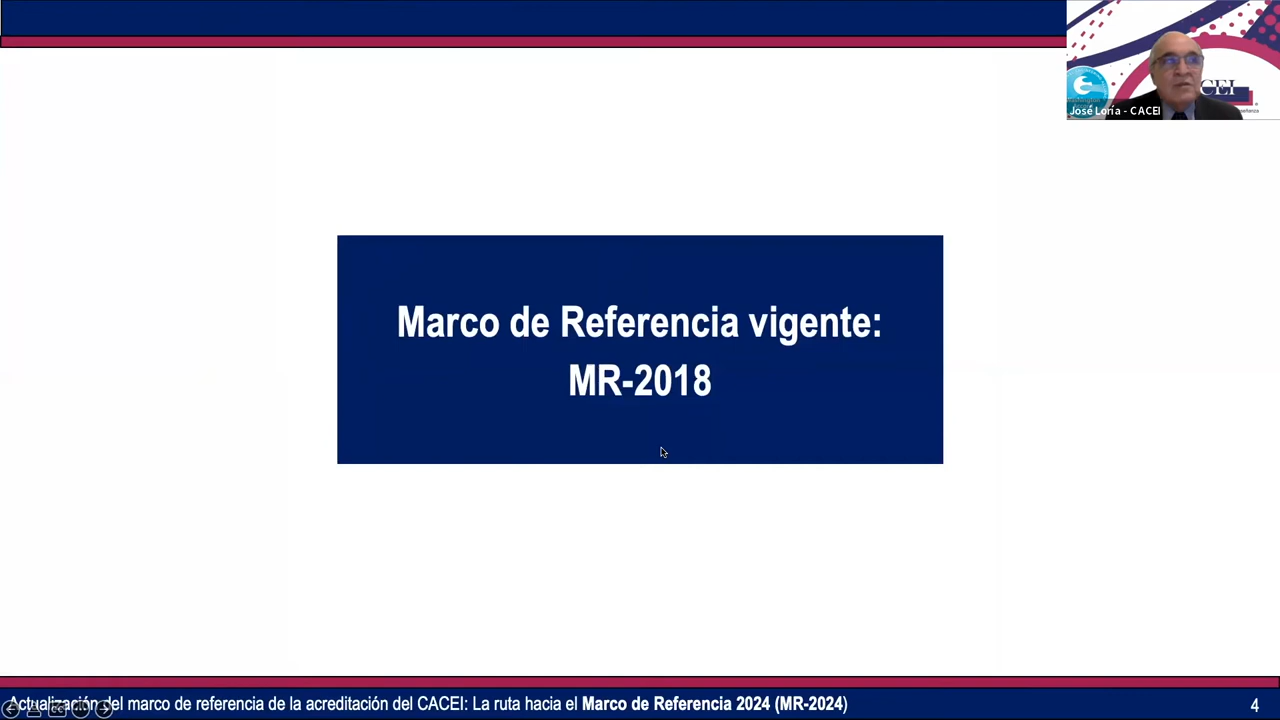 CEI
José Loría - CACEI
Marco de Referencia vigente:
MR-2018
Actualización del marco de referencia de la acreditación del CACEI: La ruta hacia el Marco de Referencia 2024 (MR-2024)
4